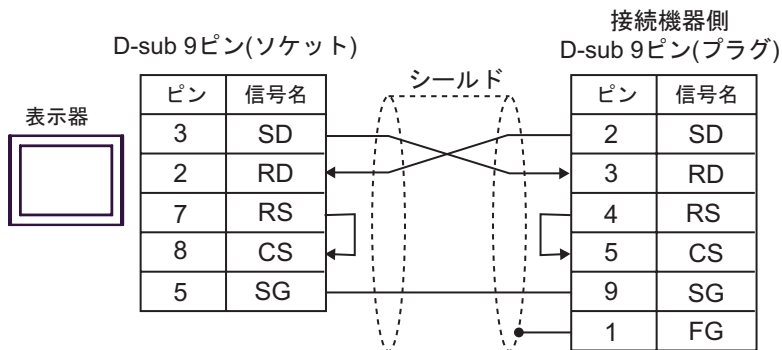 接続機器側
D-sub 9ピン(ソケット)
D-sub 9ピン(プラグ)
シールド
表示器
ピン 信号名
3 SD
2 RD
7 RS
8 CS
5 SG
ピン 信号名
2 SD
3 RD
4 RS
5 CS
9 SG
1 FG